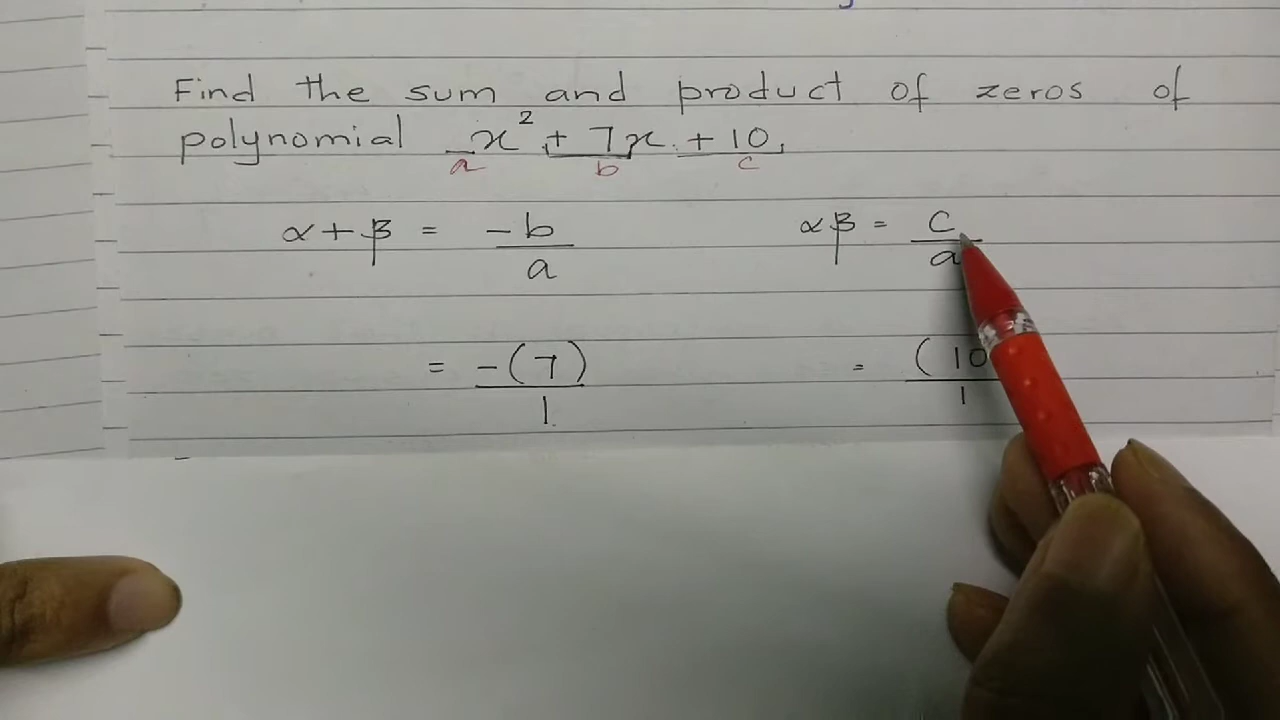 Find the sum and product of zeros of
polynomial x² + 7x + 10,
a b c
α + β = -b/a
αβ = c/a
= -(7)/1
= (10/1